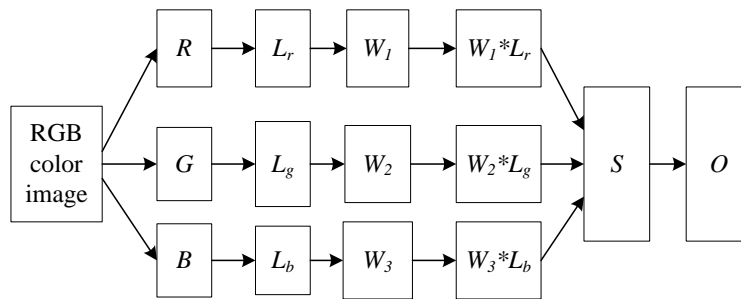 R L_r W_1 W_1*L_r
RGB
color
image
G L_g W_2 W_2*L_g S O
B L_b W_3 W_3*L_b